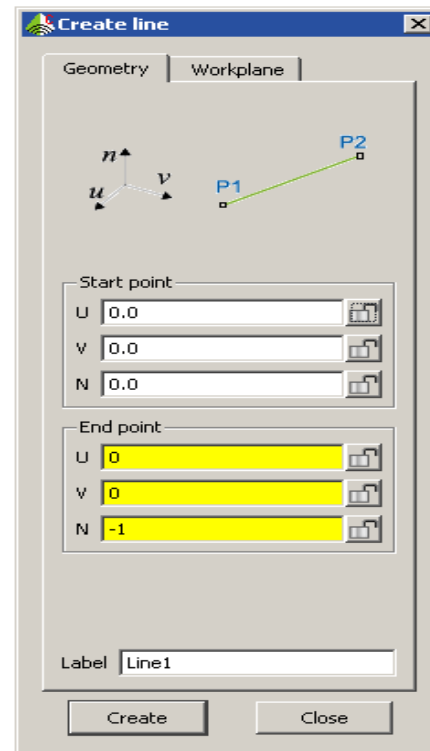 Create line
Geometry Workplane
n
v
u
P1
P2
Start point
U 0.0
V 0.0
N 0.0
End point
U 0
V 0
N -1
Label Line1
Create Close